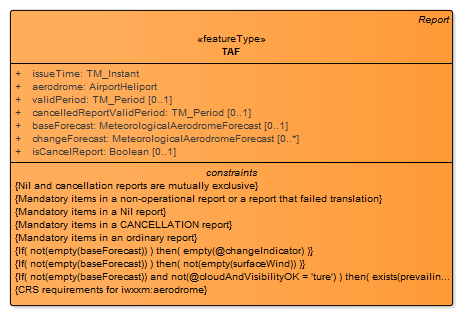 Report
«featureType»
TAF
+ issueTime: TM_Instant
+ aerodrome: AirportHeliport
+ validPeriod: TM_Period [0..1]
+ cancelledReportValidPeriod: TM_Period [0..1]
+ baseForecast: MeteorologicalAerodromeForecast [0..1]
+ changeForecast: MeteorologicalAerodromeForecast [0..*]
+ isCancelReport: Boolean [0..1]
constraints
{Nil and cancellation reports are mutually exclusive}
{Mandatory items in a non-operational report or a report that failed translation}
{Mandatory items in a Nil report}
{Mandatory items in a CANCELLATION report}
{Mandatory items in an ordinary report}
{If( not(empty(baseForecast)) ) then( empty(@changeIndicator) )}
{If( not(empty(baseForecast)) ) then( not(empty(surfaceWind)) )}
{If( not(empty(baseForecast)) and not(@cloudAndVisibilityOK = 'ture') ) then( exists(prevailin...
{CRS requirements for iwxxm:aerodrome}